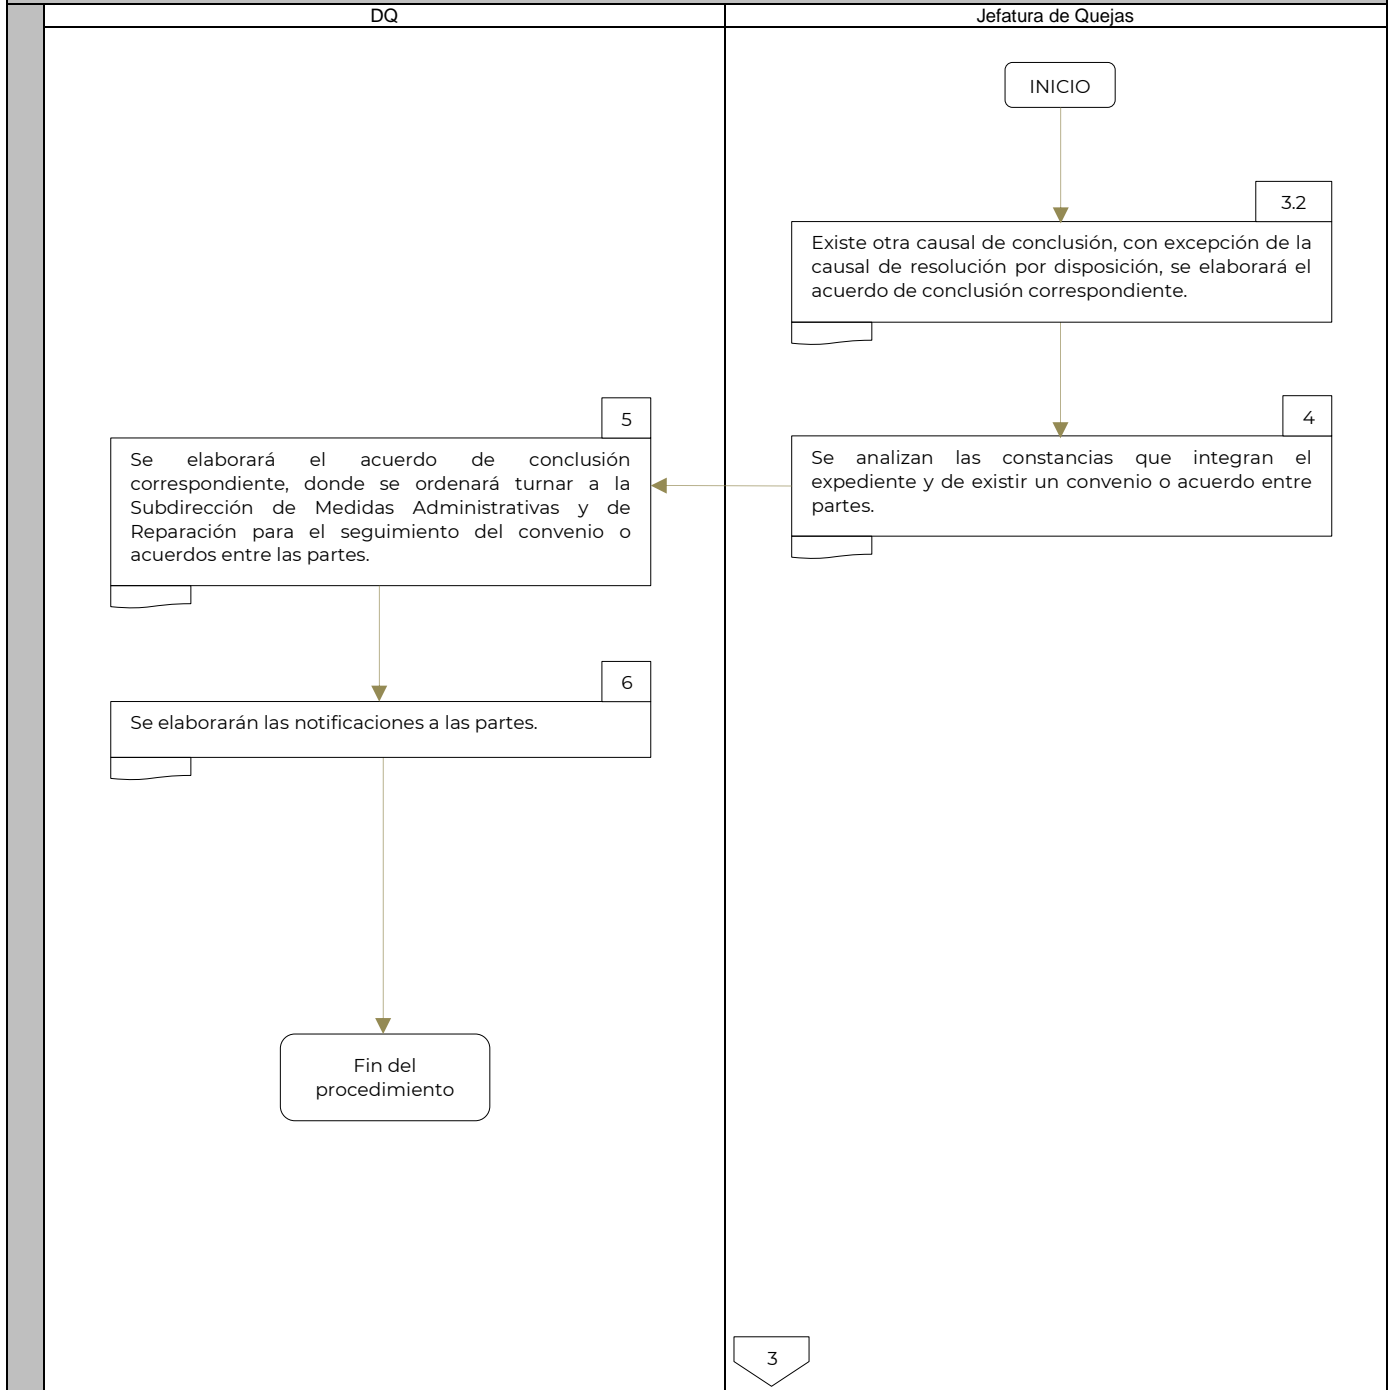 DQ
Jefatura de Quejas
INICIO
3.2
Existe otra causal de conclusión, con excepción de la
causal de resolución por disposición, se elaborará el
acuerdo de conclusión correspondiente.
4
Se analizan las constancias que integran el
expediente y de existir un convenio o acuerdo entre
partes.
5
Se elaborará el acuerdo de conclusión
correspondiente, donde se ordenará turnar a la
Subdirección de Medidas Administrativas y de
Reparación para el seguimiento del convenio o
acuerdos entre las partes.
6
Se elaborarán las notificaciones a las partes.
Fin del
procedimiento
3